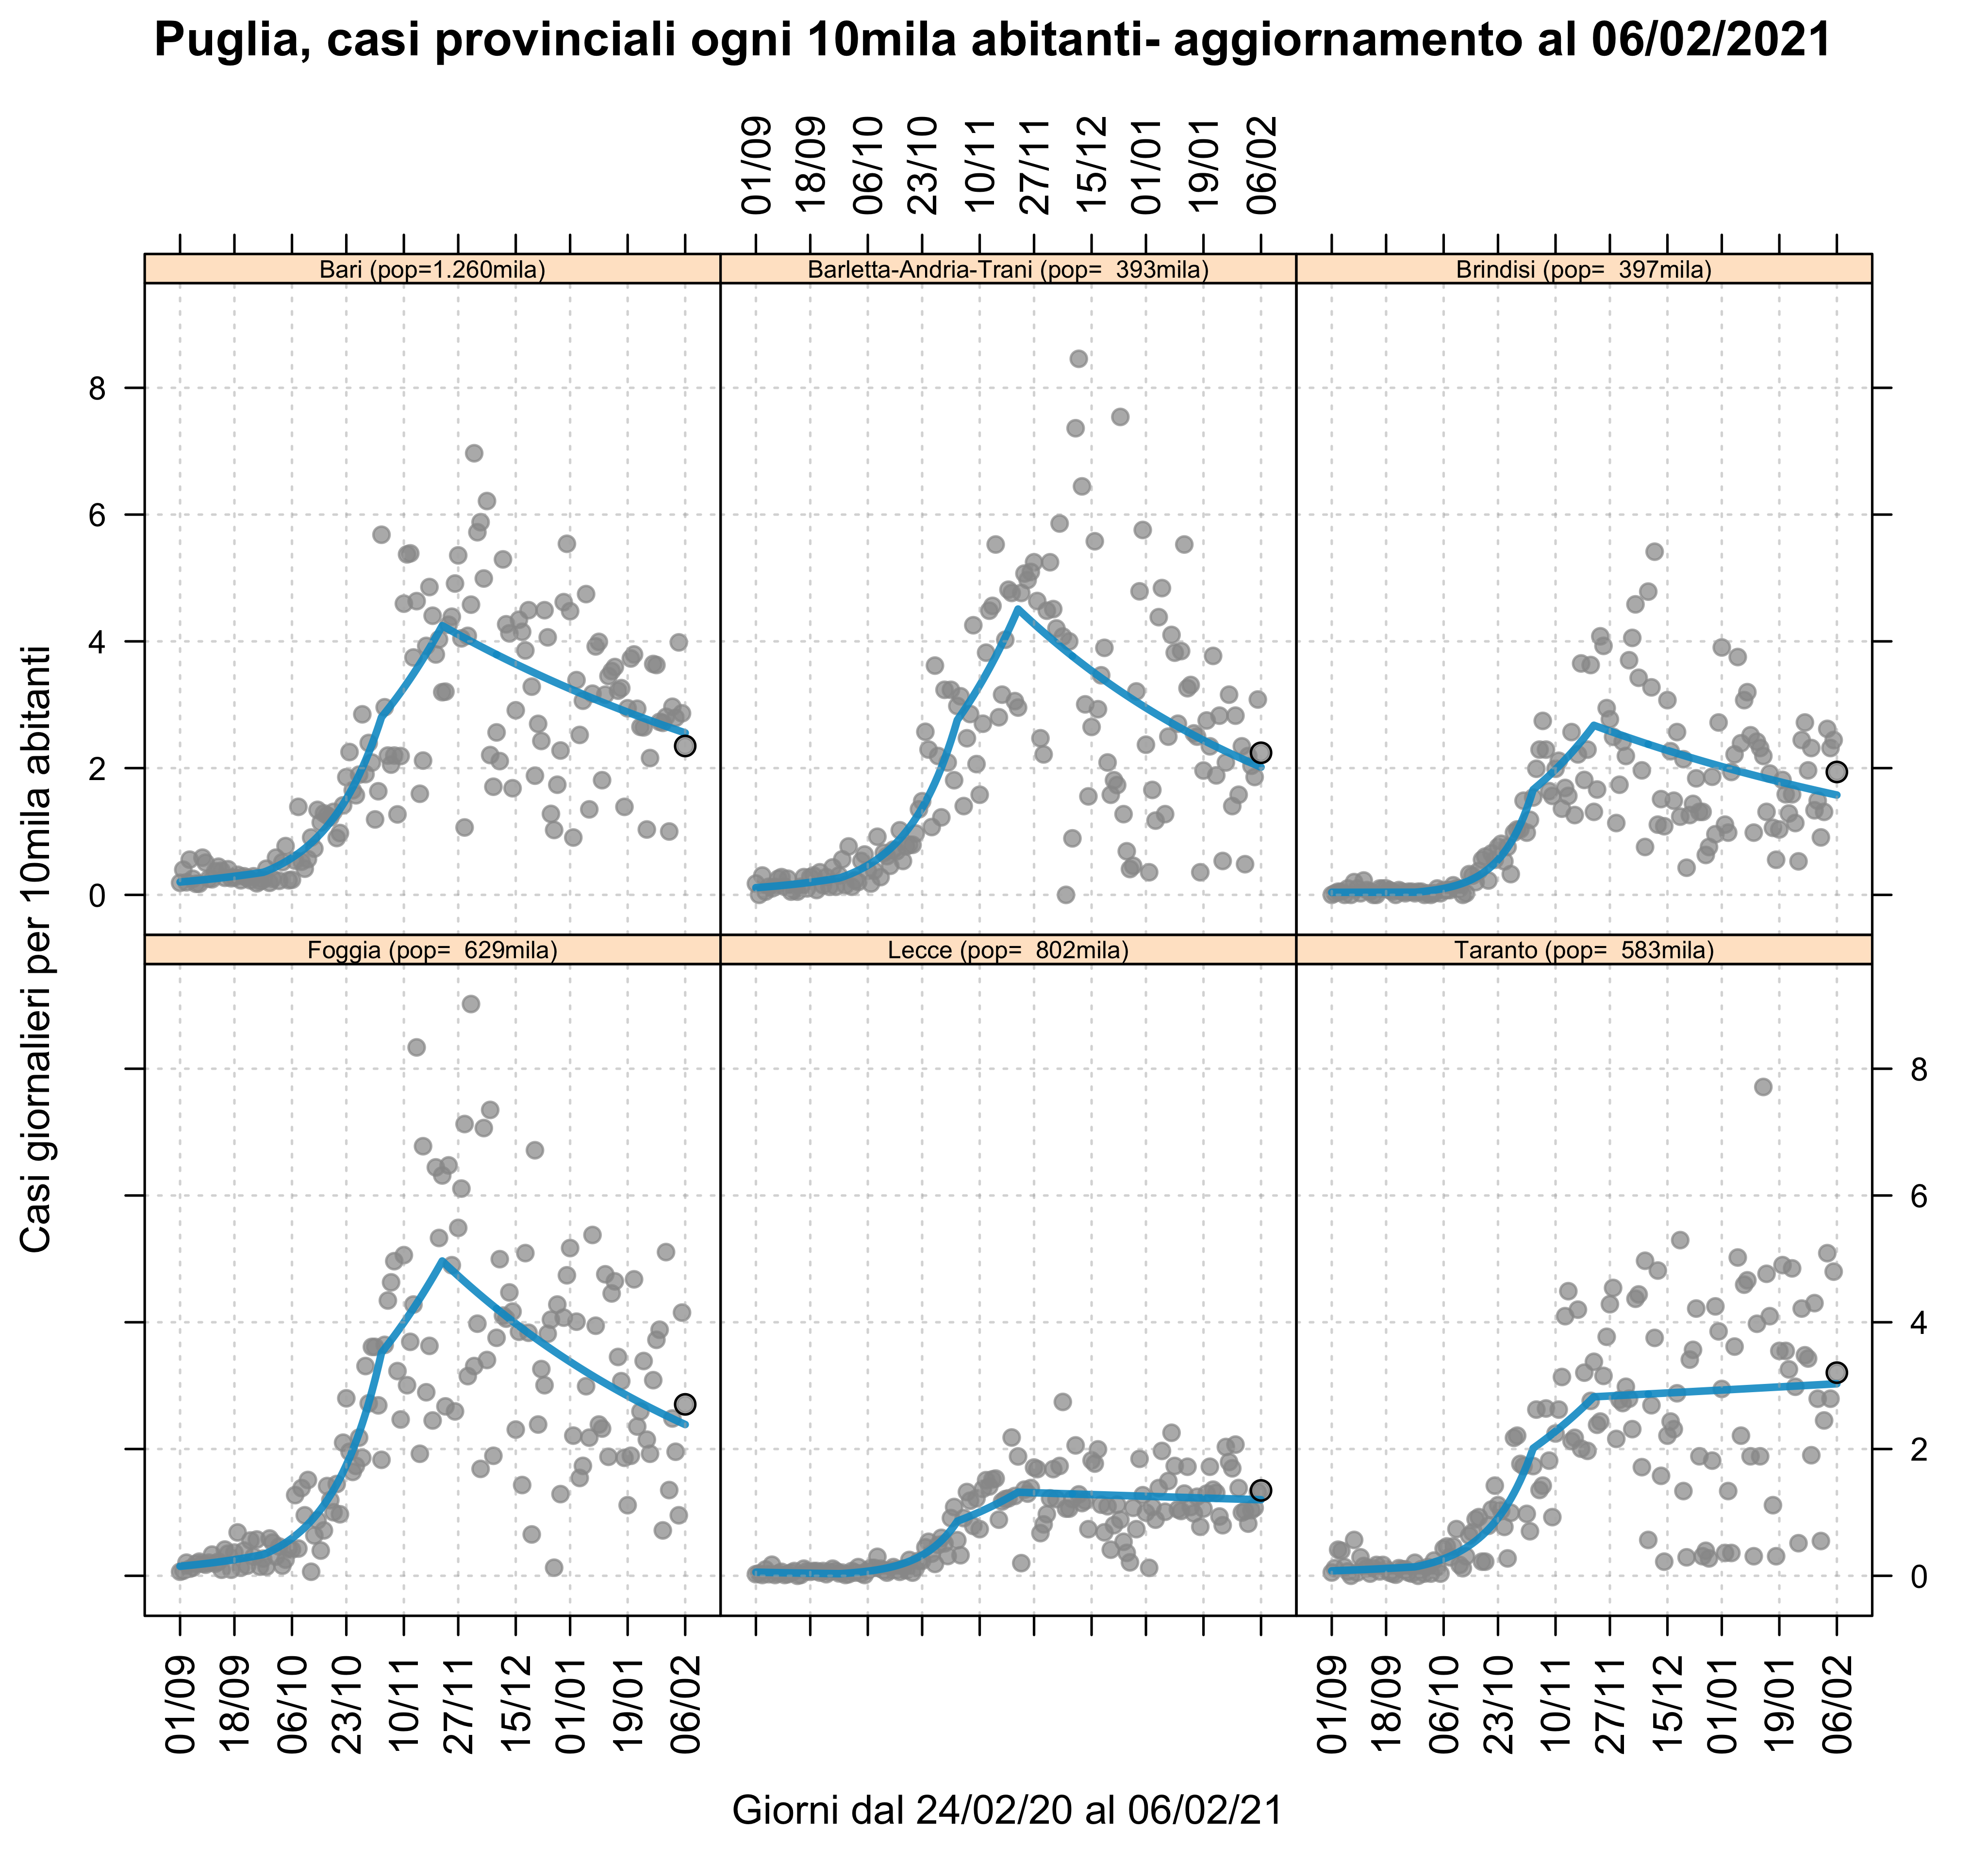 Puglia, casi provinciali ogni 10mila abitanti- aggiornamento al 06/02/2021
01/09 18/09 06/10 23/10 10/11 27/11 15/12 01/01 19/01 06/02
Bari (pop=1.260mila) Barletta-Andria-Trani (pop=  393mila) Brindisi (pop=  397mila)
8
6
4
2
0
Casi giornalieri per 10mila abitanti
Foggia (pop=  629mila) Lecce (pop=  802mila) Taranto (pop=  583mila)
8
6
4
2
0
01/09 18/09 06/10 23/10 10/11 27/11 15/12 01/01 19/01 06/02 01/09 18/09 06/10 23/10 10/11 27/11 15/12 01/01 19/01 06/02
Giorni dal 24/02/20 al 06/02/21